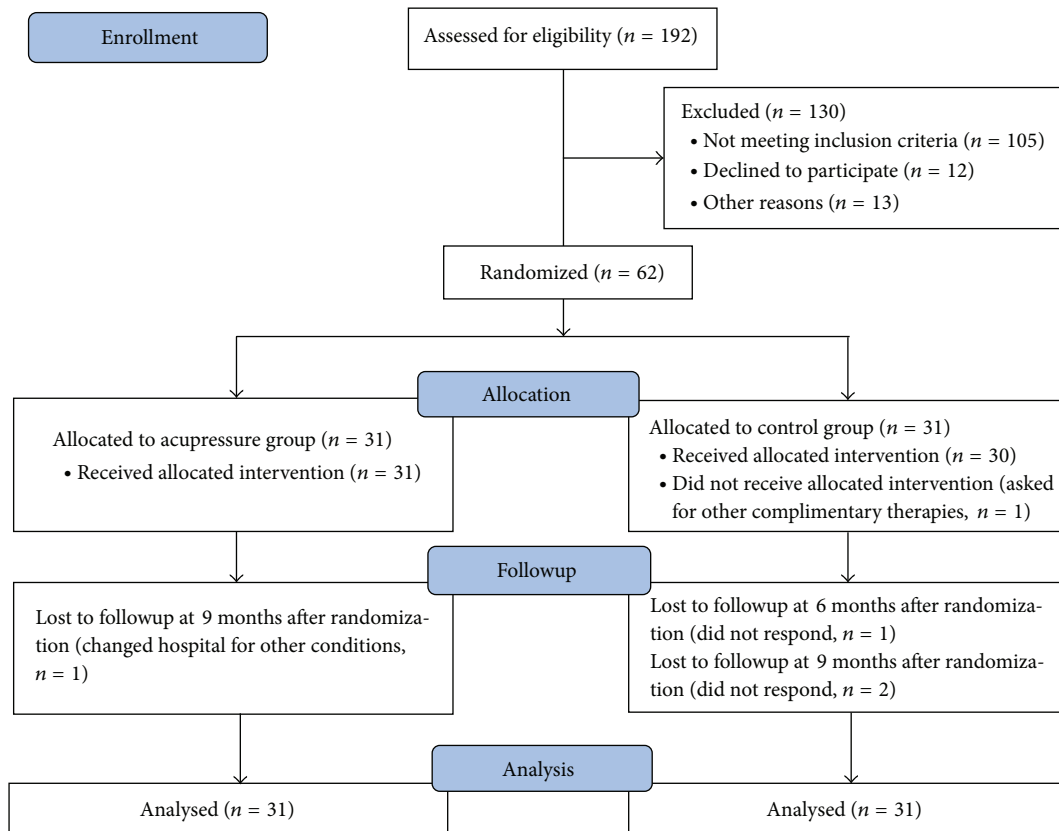 Enrollment
Assessed for eligibility (n = 192)
Excluded (n = 130)
• Not meeting inclusion criteria (n = 105)
• Declined to participate (n = 12)
• Other reasons (n = 13)
Randomized (n = 62)
Allocation
Allocated to acupressure group (n = 31)
• Received allocated intervention (n = 31)
Allocated to control group (n = 31)
• Received allocated intervention (n = 30)
• Did not receive allocated intervention (asked
for other complimentary therapies, n = 1)
Followup
Lost to followup at 9 months after randomiza-
tion (changed hospital for other conditions,
n = 1)
Lost to followup at 6 months after randomiza-
tion (did not respond, n = 1)
Lost to followup at 9 months after randomiza-
tion (did not respond, n = 2)
Analysis
Analysed (n = 31)
Analysed (n = 31)